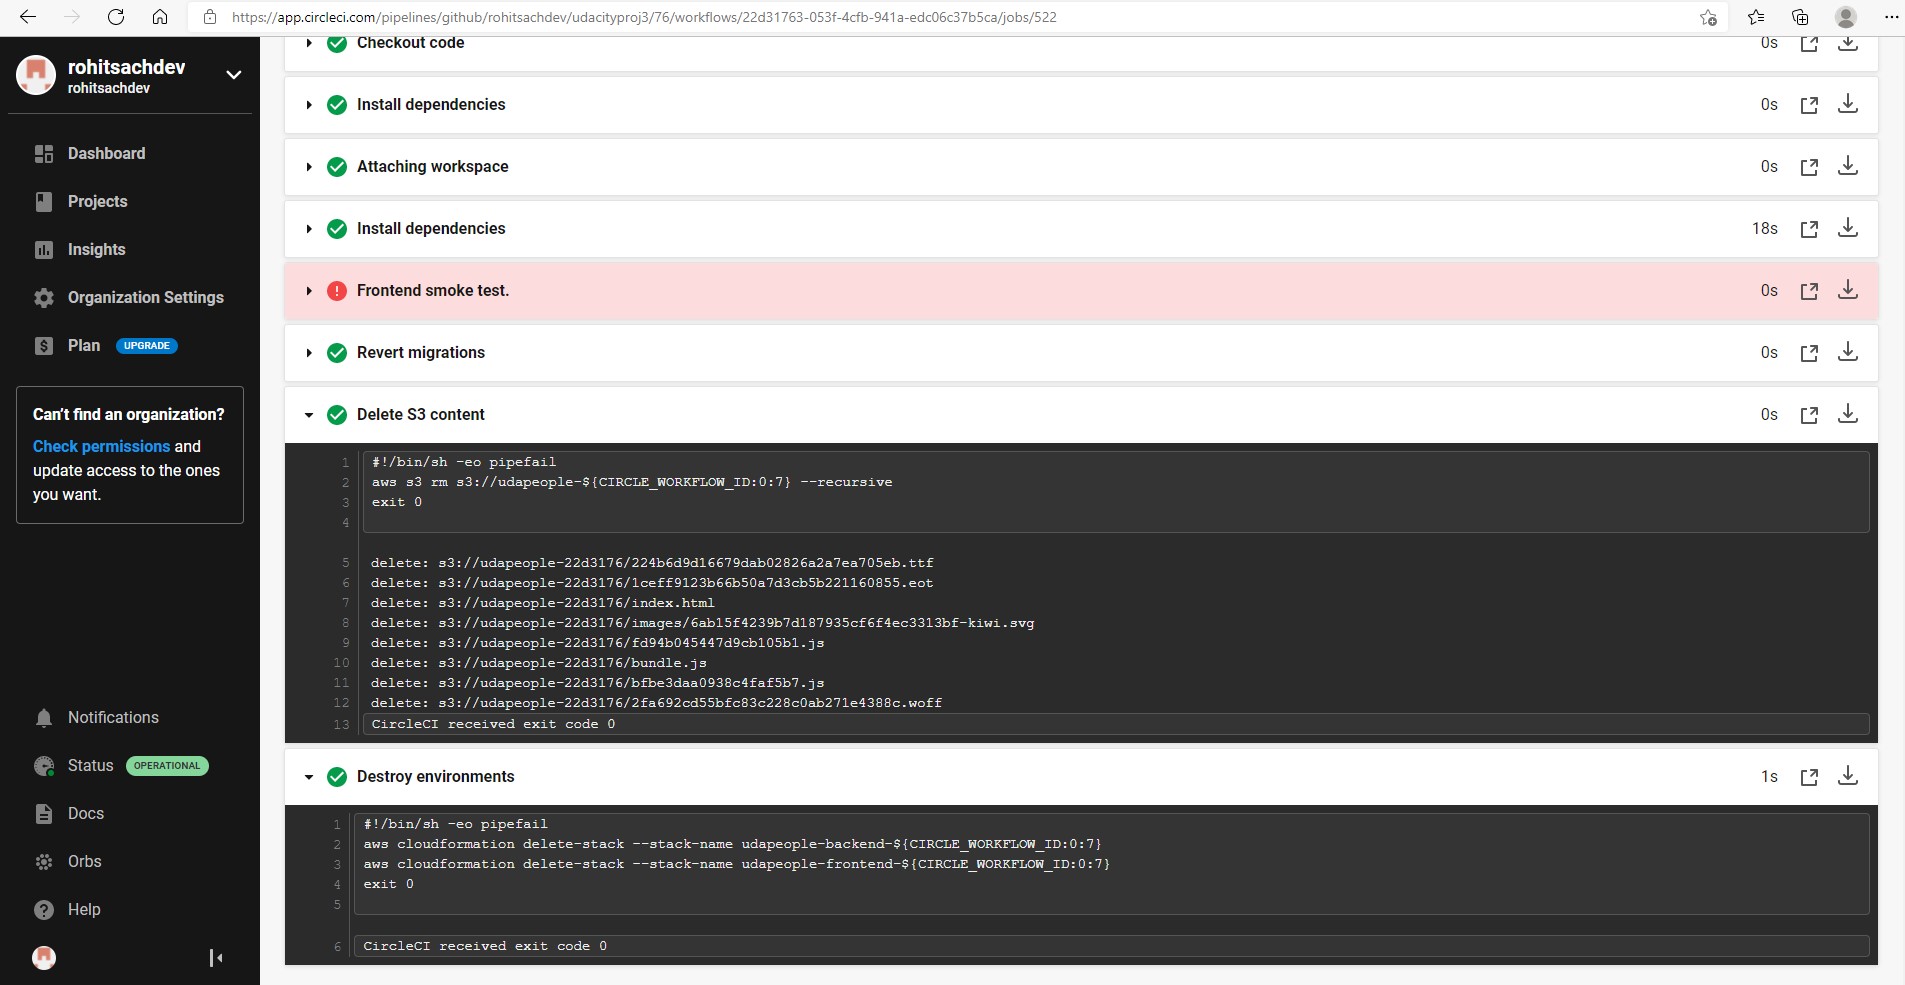 https://app.circleci.com/pipelines/github/rohitsachdev/udacityproj3/76/workflows/22d31763-053f-4cfb-941a-edc06c37b5ca/jobs/522
rohitsachdev
rohitsachdev
Dashboard
Projects
Insights
Organization Settings
Plan UPGRADE
Can't find an organization?
Check permissions and
update access to the ones
you want.
Notifications
Status OPERATIONAL
Docs
Orbs
Help
Checkout code 0s
Install dependencies 0s
Attaching workspace 0s
Install dependencies 18s
Frontend smoke test. 0s
Revert migrations 0s
Delete S3 content 0s
1 #!/bin/sh -eo pipefail
2 aws s3 rm s3://udapeople-${CIRCLE_WORKFLOW_ID:0:7} --recursive
3 exit 0
4
5 delete: s3://udapeople-22d3176/224b6d9d16679dab02826a2a7ea705eb.ttf
6 delete: s3://udapeople-22d3176/1ceff9123b66b50a7d3cb5b221160855.eot
7 delete: s3://udapeople-22d3176/index.html
8 delete: s3://udapeople-22d3176/images/6ab15f4239b7d187935cf6f4ec3313bf-kiwi.svg
9 delete: s3://udapeople-22d3176/fd94b045447d9cb105b1.js
10 delete: s3://udapeople-22d3176/bundle.js
11 delete: s3://udapeople-22d3176/bfbe3daa0938c4faf5b7.js
12 delete: s3://udapeople-22d3176/2fa692cd55bfc83c228c0ab271e4388c.woff
13 CircleCI received exit code 0
Destroy environments 1s
1 #!/bin/sh -eo pipefail
2 aws cloudformation delete-stack --stack-name udapeople-backend-${CIRCLE_WORKFLOW_ID:0:7}
3 aws cloudformation delete-stack --stack-name udapeople-frontend-${CIRCLE_WORKFLOW_ID:0:7}
4 exit 0
5
6 CircleCI received exit code 0